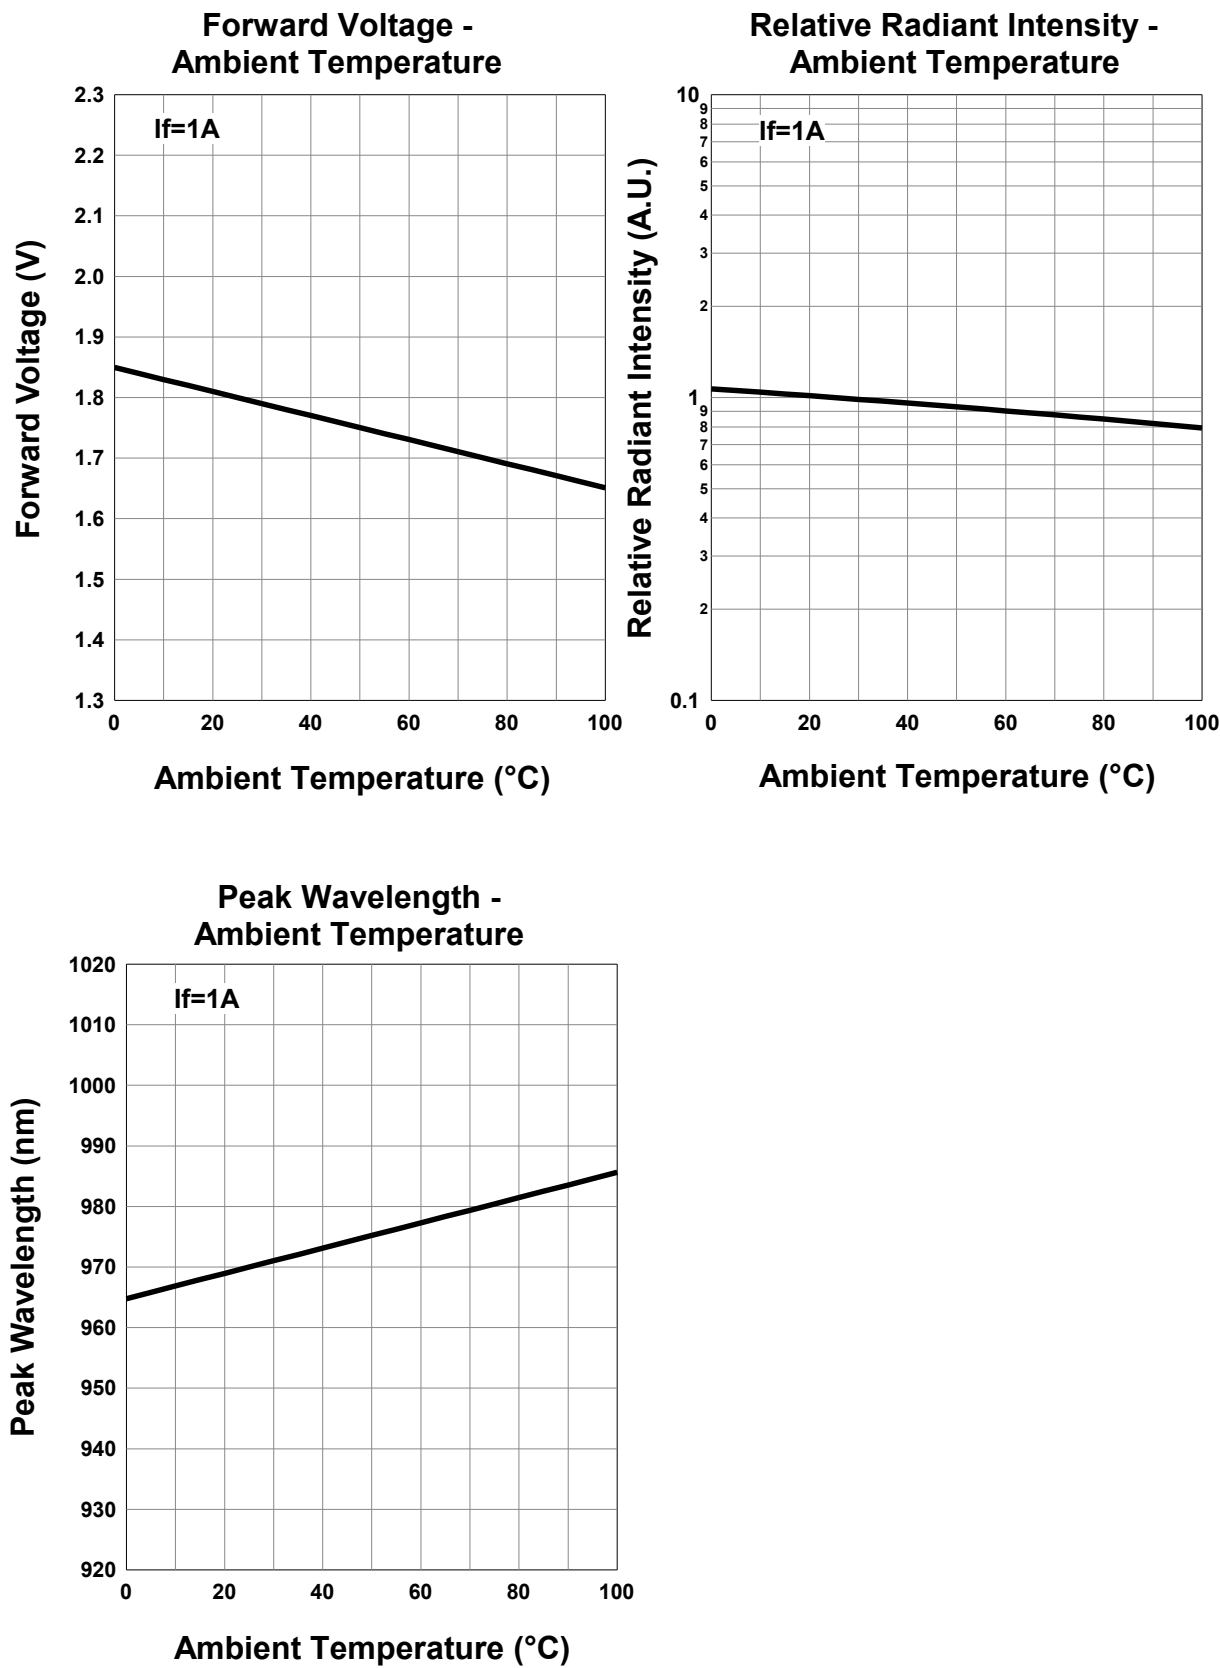 Forward Voltage -
Ambient Temperature
If=1A
Forward Voltage (V)
2.3
2.2
2.1
2.0
1.9
1.8
1.7
1.6
1.5
1.4
1.3
0 20 40 60 80 100
Ambient Temperature (°C)
Relative Radiant Intensity -
Ambient Temperature
If=1A
Relative Radiant Intensity (A.U.)
10
9
8
7
6
5
4
3
2
1
9
8
7
6
5
4
3
2
0.1
0 20 40 60 80 100
Ambient Temperature (°C)
Peak Wavelength -
Ambient Temperature
If=1A
Peak Wavelength (nm)
1020
1010
1000
990
980
970
960
950
940
930
920
0 20 40 60 80 100
Ambient Temperature (°C)